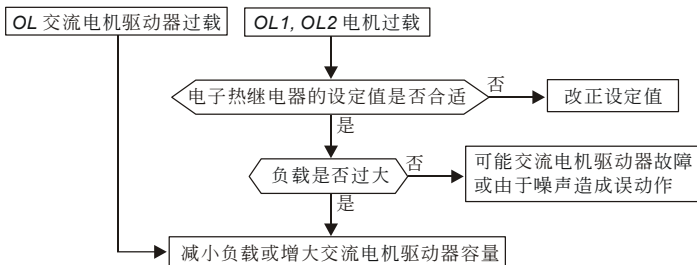 OL 交流电机驱动器过载
OL1, OL2 电机过载
电子热继电器的设定值是否合适
否
改正设定值
是
负载是否过大
否
可能交流电机驱动器故障
或由于噪声造成误动作
是
减小负载或增大交流电机驱动器容量